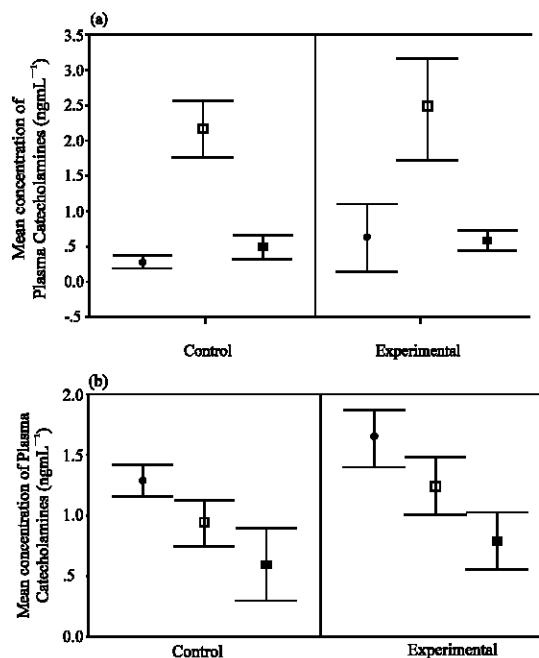 (a)
Mean concentration of
Plasma Catecholamines (ngmL⁻¹)
3.5
3.0
2.5
2.0
1.5
1.0
.5
0.0
-.5
Control
Experimental
(b)
Mean concentration of Plasma
Catecholamines (ngmL⁻¹)
2.0
1.5
1.0
.5
0.0
Control
Experimental